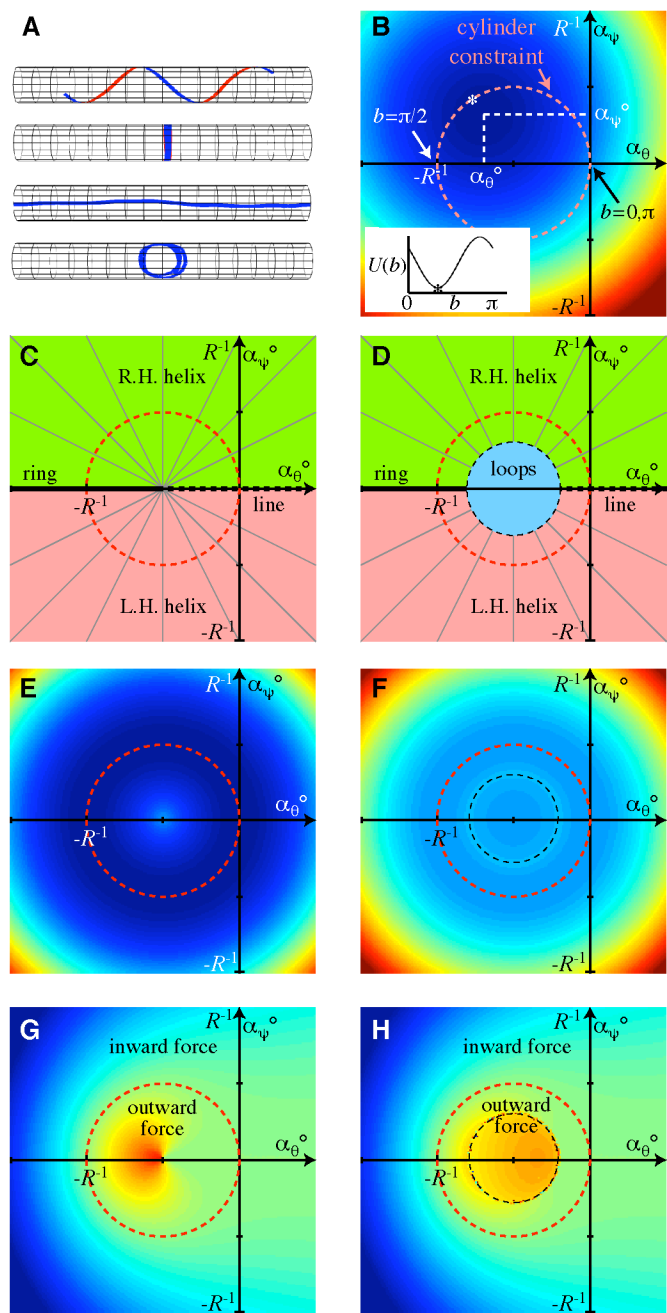 A
B
R⁻¹
α_ψ
cylinder
constraint
*
b=π/2
α_ψ°
-R⁻¹
α_θ°
α_θ
b=0,π
U(b)
*
0
b
π
-R⁻¹
C
R⁻¹
α_ψ°
R.H. helix
ring
α_θ°
-R⁻¹
line
L.H. helix
-R⁻¹
D
R⁻¹
α_ψ°
R.H. helix
loops
ring
α_θ°
-R⁻¹
line
L.H. helix
-R⁻¹
E
R⁻¹
α_ψ°
α_θ°
-R⁻¹
-R⁻¹
F
R⁻¹
α_ψ°
α_θ°
-R⁻¹
-R⁻¹
G
R⁻¹
α_ψ°
inward force
outward
force
α_θ°
-R⁻¹
-R⁻¹
H
R⁻¹
α_ψ°
inward force
outward
force
α_θ°
-R⁻¹
-R⁻¹